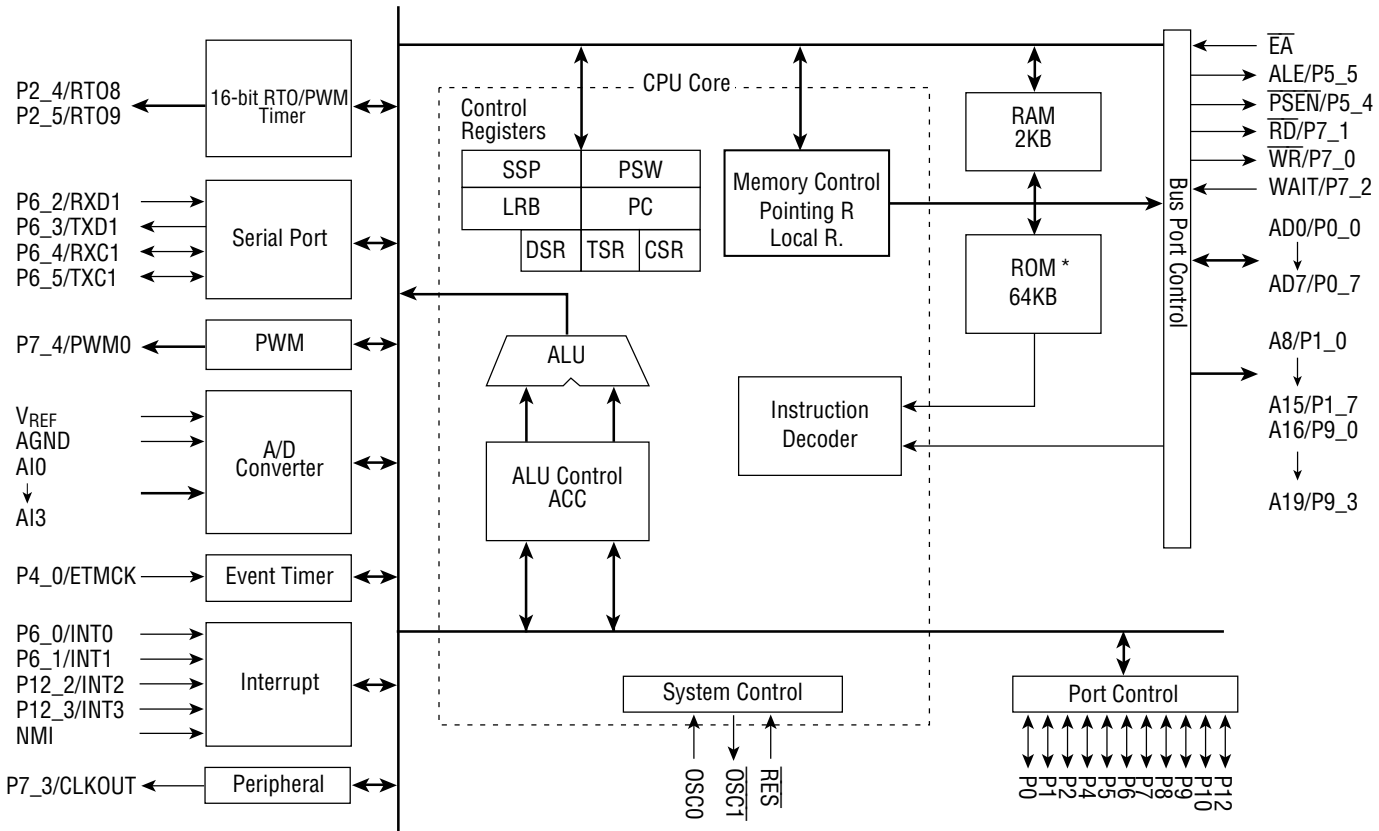 P2_4/RTO8
P2_5/RTO9
16-bit RTO/PWM
Timer
P6_2/RXD1
P6_3/TXD1
P6_4/RXC1
P6_5/TXC1
Serial Port
P7_4/PWM0
PWM
VREF
AGND
AI0
AI3
A/D
Converter
P4_0/ETMCK
Event Timer
P6_0/INT0
P6_1/INT1
P12_2/INT2
P12_3/INT3
NMI
Interrupt
P7_3/CLKOUT
Peripheral
CPU Core
Control
Registers
SSP
PSW
LRB
PC
DSR
TSR
CSR
ALU
ALU Control
ACC
Memory Control
Pointing R
Local R.
Instruction
Decoder
System Control
OSC0
OSC1
RES
RAM
2KB
ROM *
64KB
Bus Port Control
EA
ALE/P5_5
PSEN/P5_4
RD/P7_1
WR/P7_0
WAIT/P7_2
AD0/P0_0
AD7/P0_7
A8/P1_0
A15/P1_7
A16/P9_0
A19/P9_3
Port Control
P0
P1
P2
P4
P5
P6
P7
P8
P9
P10
P12